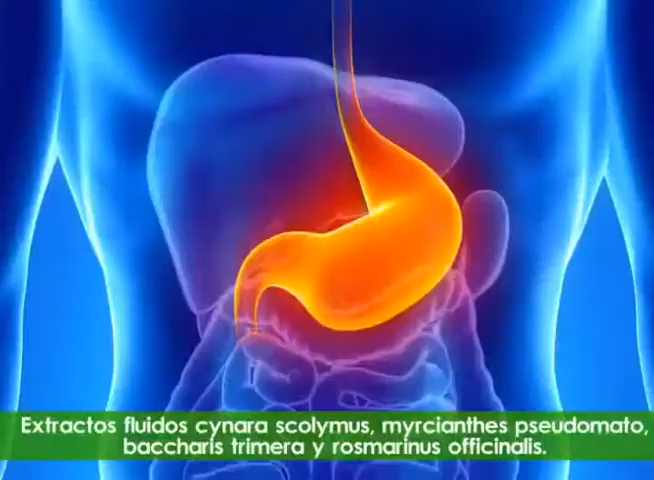 Extractos fluidos cynara scolymus, myrcianthes pseudomato,
baccharis trimera y rosmarinus officinalis.